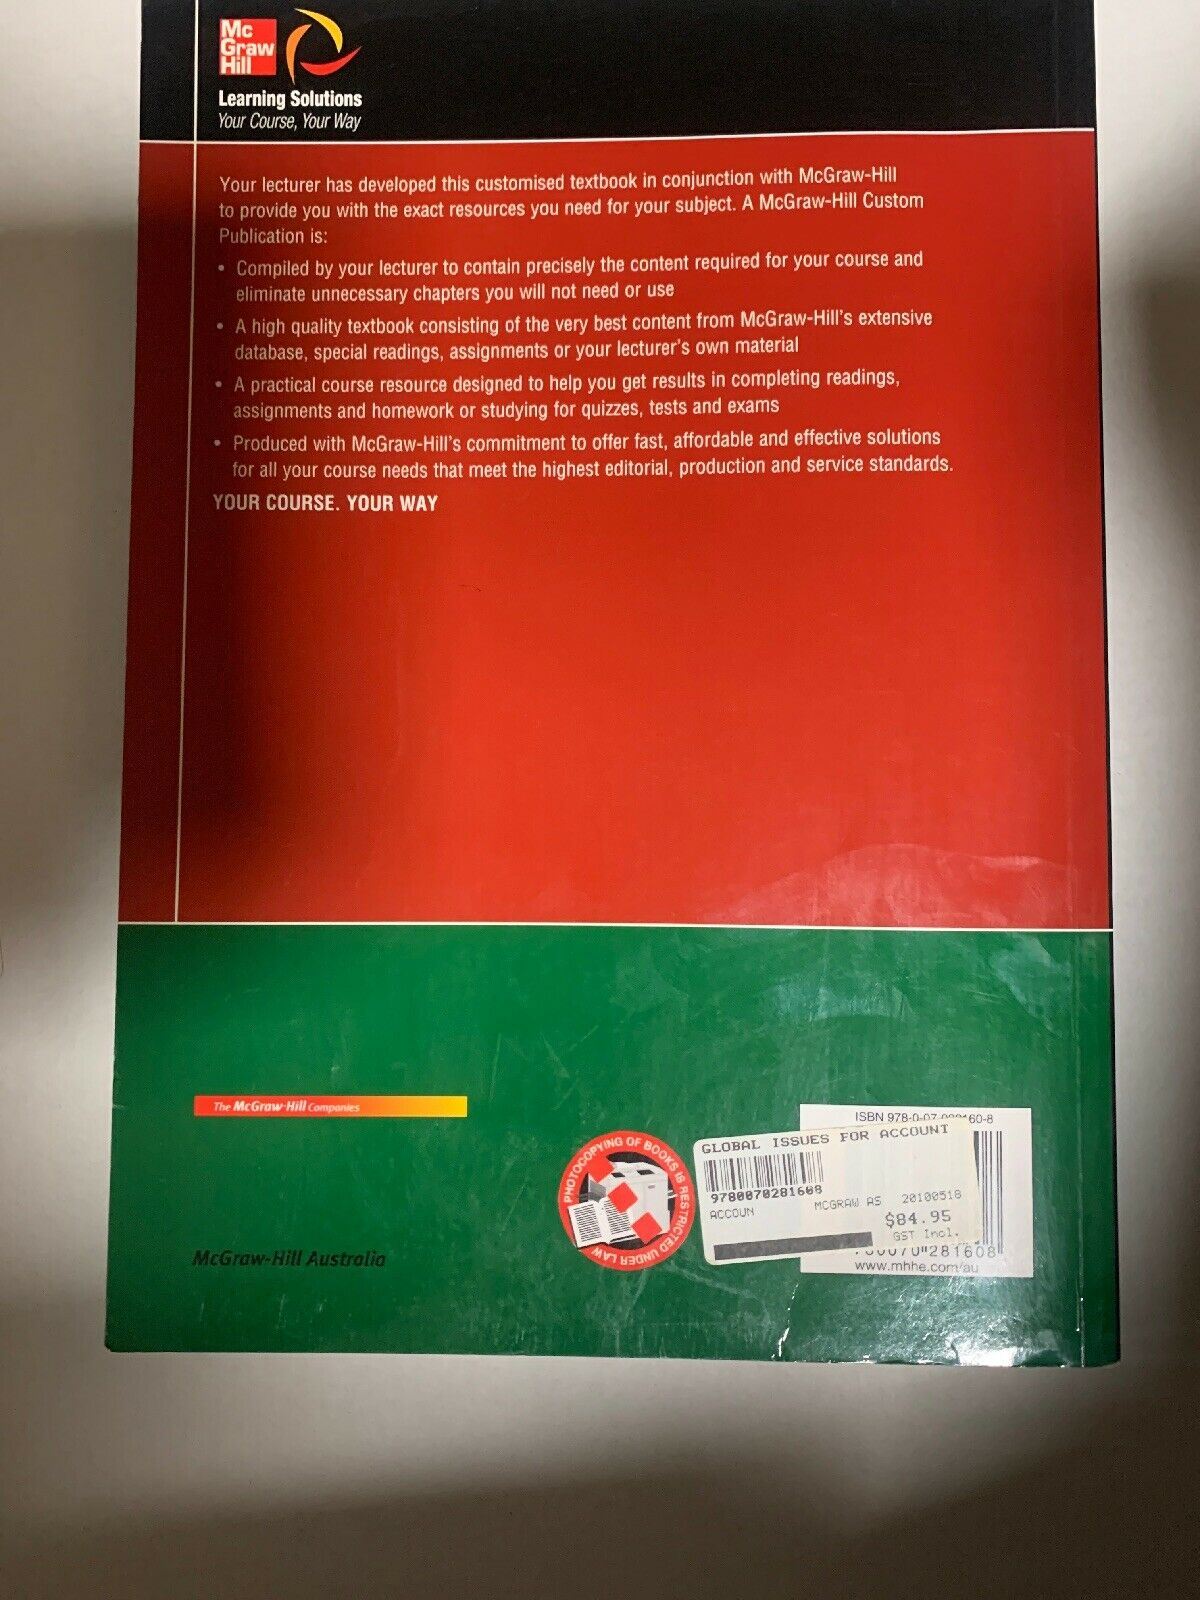 Mc
Graw
Hill
Learning Solutions
Your Course, Your Way
Your lecturer has developed this customised textbook in conjunction with McGraw-Hill
to provide you with the exact resources you need for your subject. A McGraw-Hill Custom
Publication is:
• Compiled by your lecturer to contain precisely the content required for your course and
eliminate unnecessary chapters you will not need or use
• A high quality textbook consisting of the very best content from McGraw-Hill's extensive
database, special readings, assignments or your lecturer's own material
• A practical course resource designed to help you get results in completing readings,
assignments and homework or studying for quizzes, tests and exams
• Produced with McGraw-Hill's commitment to offer fast, affordable and effective solutions
for all your course needs that meet the highest editorial, production and service standards.
YOUR COURSE. YOUR WAY
The McGraw·Hill Companies
McGraw-Hill Australia
PHOTOCOPYING OF BOOKS IS RESTRICTED UNDER LAW
ISBN 978-0-07- 60-8
GLOBAL ISSUES FOR ACCOUNT
9780070281608
ACCOUN MCGRAW AS 20100518
$84.95
GST Incl.
281608
www.mhhe.com/au